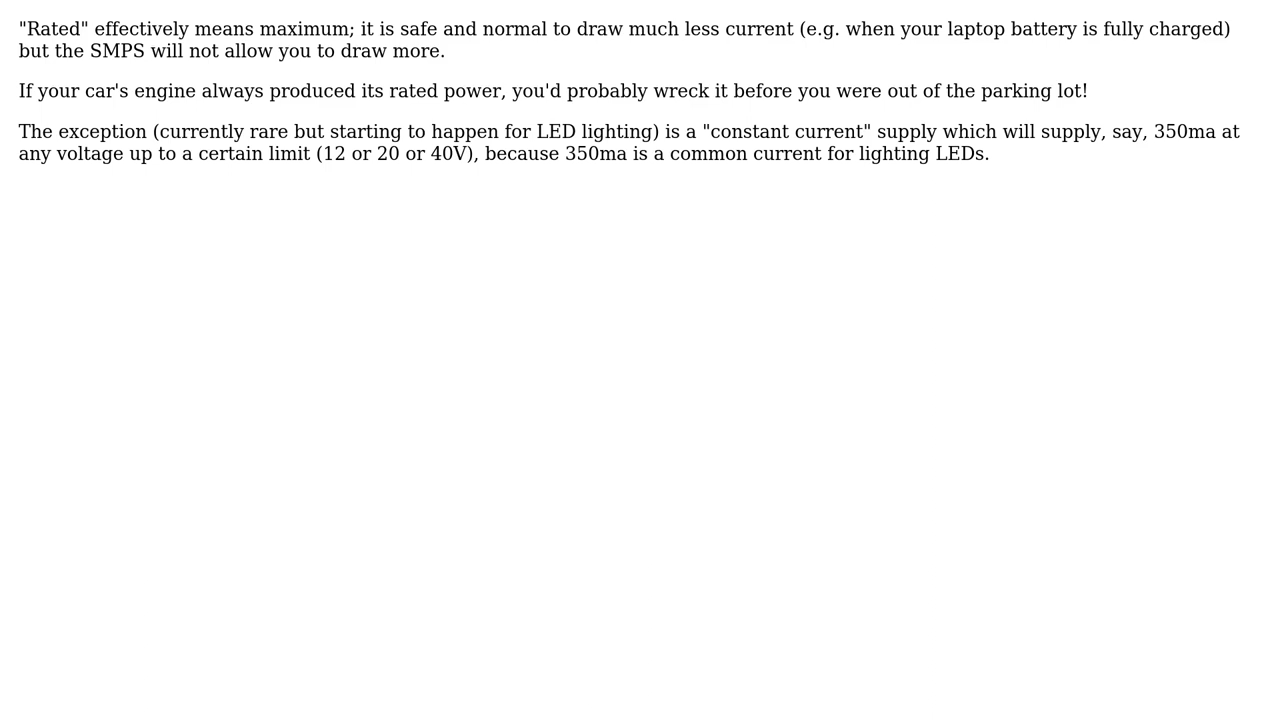 "Rated" effectively means maximum; it is safe and normal to draw much less current (e.g. when your laptop battery is fully charged)
but the SMPS will not allow you to draw more.
If your car's engine always produced its rated power, you'd probably wreck it before you were out of the parking lot!
The exception (currently rare but starting to happen for LED lighting) is a "constant current" supply which will supply, say, 350ma at
any voltage up to a certain limit (12 or 20 or 40V), because 350ma is a common current for lighting LEDs.